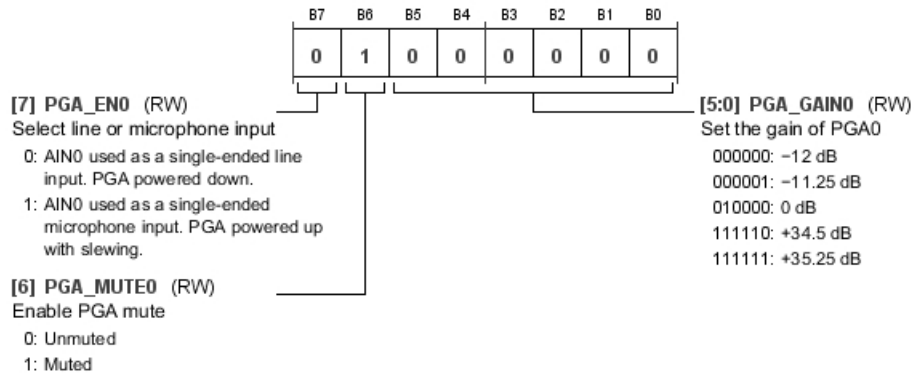 B7 B6 B5 B4 B3 B2 B1 B0
0 1 0 0 0 0 0 0
[7] PGA_EN0 (RW)
Select line or microphone input
0: AIN0 used as a single-ended line
input. PGA powered down.
1: AIN0 used as a single-ended
microphone input. PGA powered up
with slewing.
[6] PGA_MUTE0 (RW)
Enable PGA mute
0: Unmuted
1: Muted
[5:0] PGA_GAIN0 (RW)
Set the gain of PGA0
000000: −12 dB
000001: −11.25 dB
010000: 0 dB
111110: +34.5 dB
111111: +35.25 dB